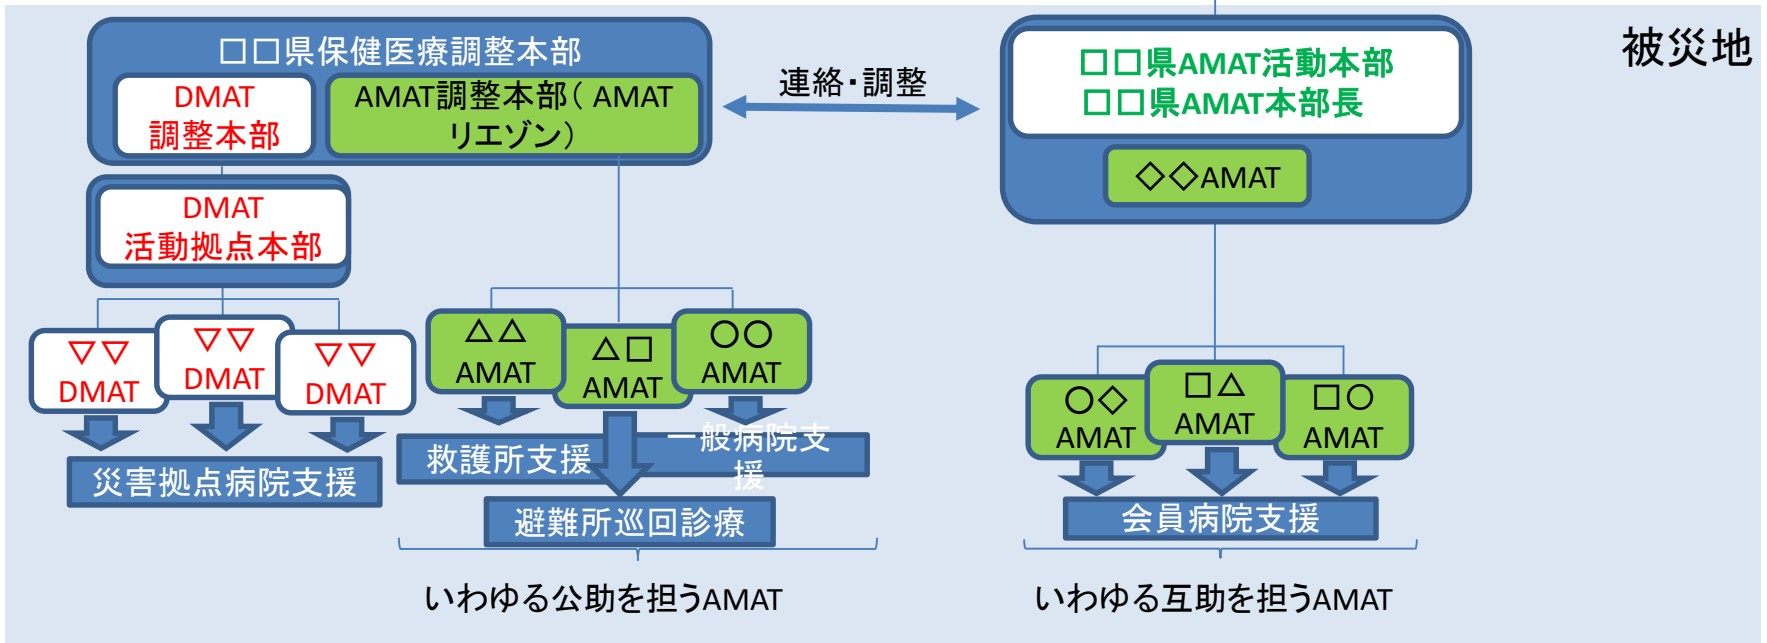 被災地
□□県保健医療調整本部
DMAT
調整本部
AMAT調整本部（ AMAT
リエゾン）
連絡・調整
□□県AMAT活動本部
□□県AMAT本部長
◇◇AMAT
DMAT
活動拠点本部
▽▽
DMAT
▽▽
DMAT
▽▽
DMAT
災害拠点病院支援
△△
AMAT
△□
AMAT
○○
AMAT
救護所支援
一般病院支
援
避難所巡回診療
いわゆる公助を担うAMAT
○◇
AMAT
□△
AMAT
□○
AMAT
会員病院支援
いわゆる互助を担うAMAT